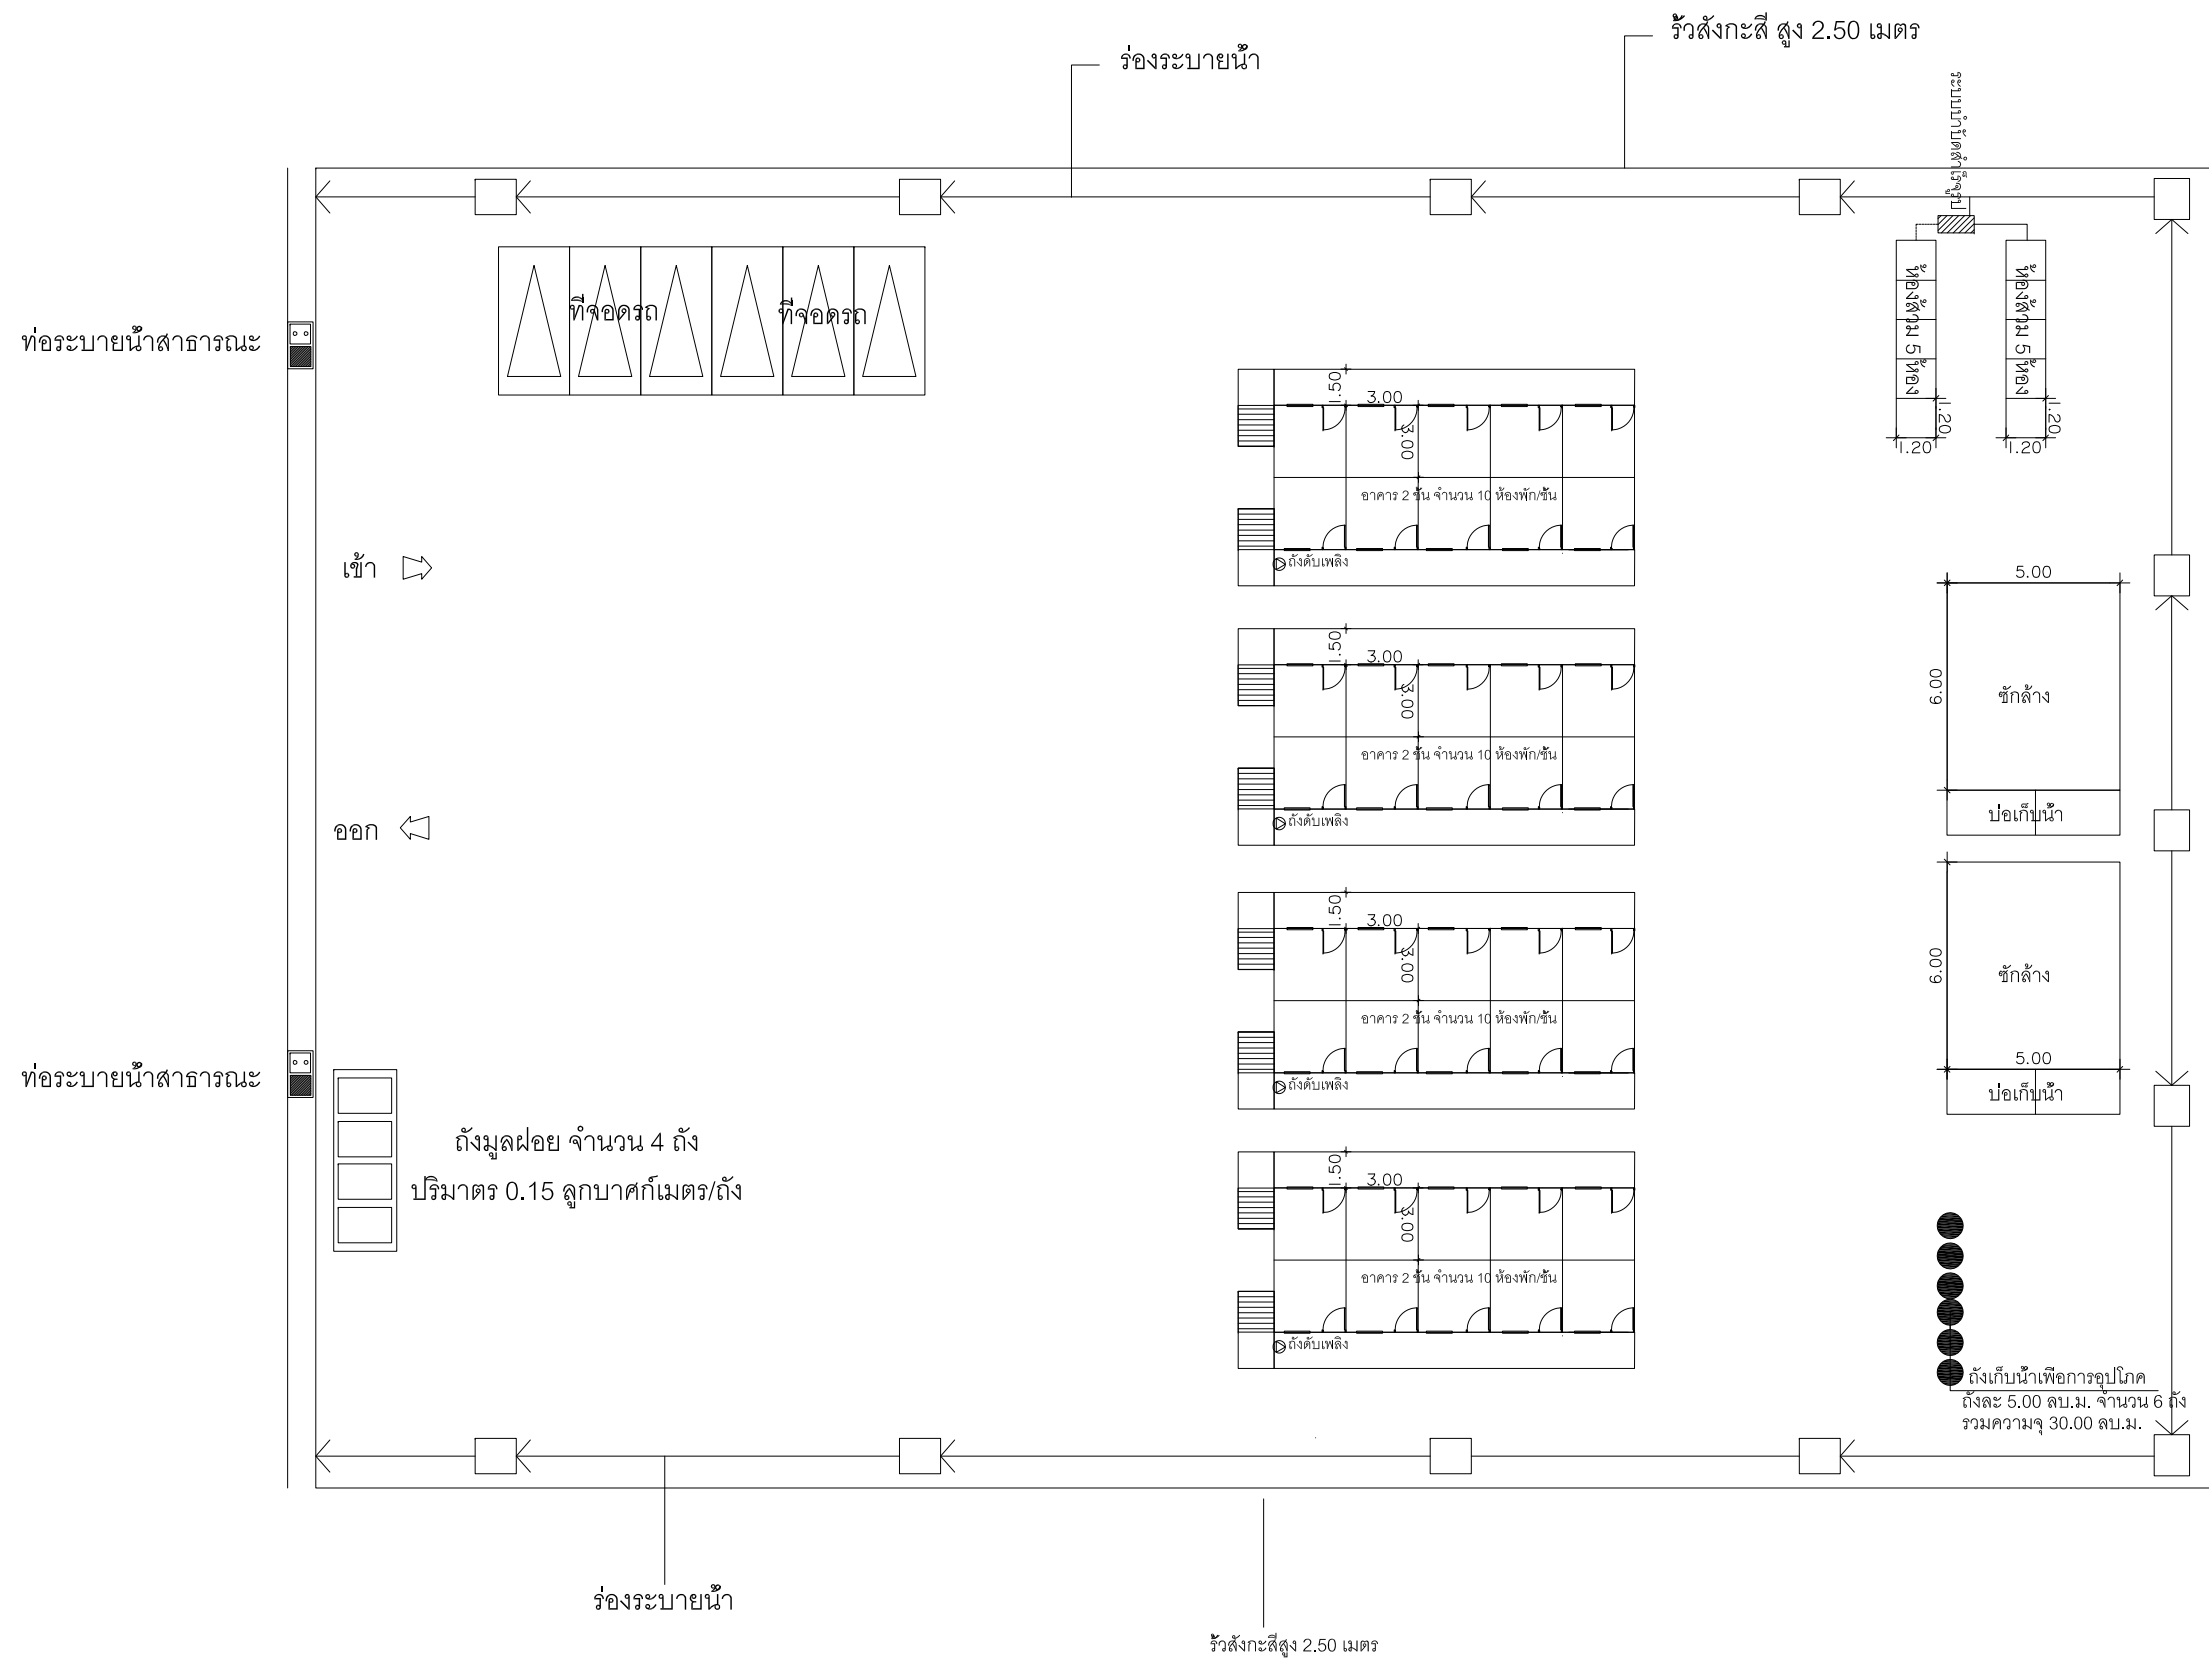 รั้วสังกะสี สูง 2.50 เมตร
ร่องระบายน้ำ
ระบบบำบัดสำเร็จรูป
ที่จอดรถ
ที่จอดรถ
ห้องส้วม 5 ห้อง
ห้องส้วม 5 ห้อง
1.20
1.20
1.20
1.20
ท่อระบายน้ำสาธารณะ
1.50
3.00
3.00
อาคาร 2 ชั้น จำนวน 10 ห้องพัก/ชั้น
ถังดับเพลิง
เข้า
5.00
6.00
ซักล้าง
บ่อเก็บน้ำ
1.50
3.00
3.00
อาคาร 2 ชั้น จำนวน 10 ห้องพัก/ชั้น
ถังดับเพลิง
ออก
1.50
3.00
3.00
อาคาร 2 ชั้น จำนวน 10 ห้องพัก/ชั้น
ถังดับเพลิง
6.00
ซักล้าง
5.00
บ่อเก็บน้ำ
ท่อระบายน้ำสาธารณะ
ถังมูลฝอย จำนวน 4 ถัง
ปริมาตร 0.15 ลูกบาศก์เมตร/ถัง
1.50
3.00
3.00
อาคาร 2 ชั้น จำนวน 10 ห้องพัก/ชั้น
ถังดับเพลิง
ถังเก็บน้ำเพื่อการอุปโภค
ถังละ 5.00 ลบ.ม. จำนวน 6 ถัง
รวมความจุ 30.00 ลบ.ม.
ร่องระบายน้ำ
รั้วสังกะสีสูง 2.50 เมตร